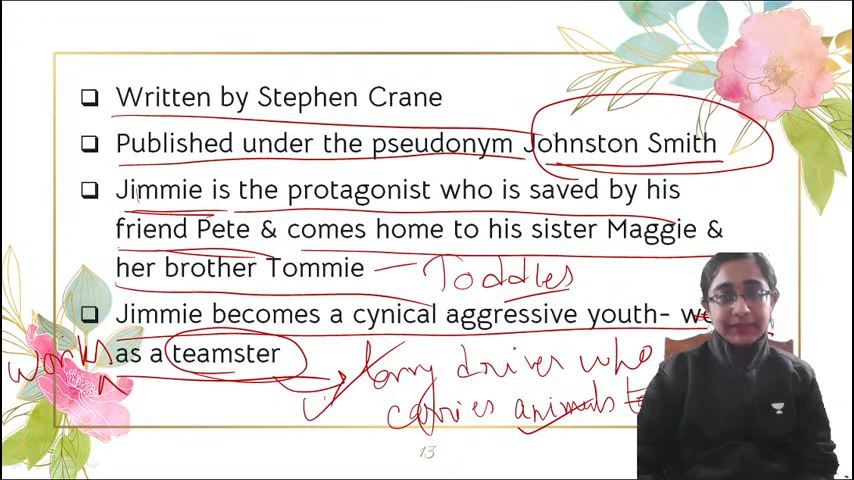 Written by Stephen Crane
Published under the pseudonym Johnston Smith
Jimmie is the protagonist who is saved by his
friend Pete & comes home to his sister Maggie &
her brother Tommie — Toddles
Jimmie becomes a cynical aggressive youth-
works as a teamster
lorry driver who
carries animals
13